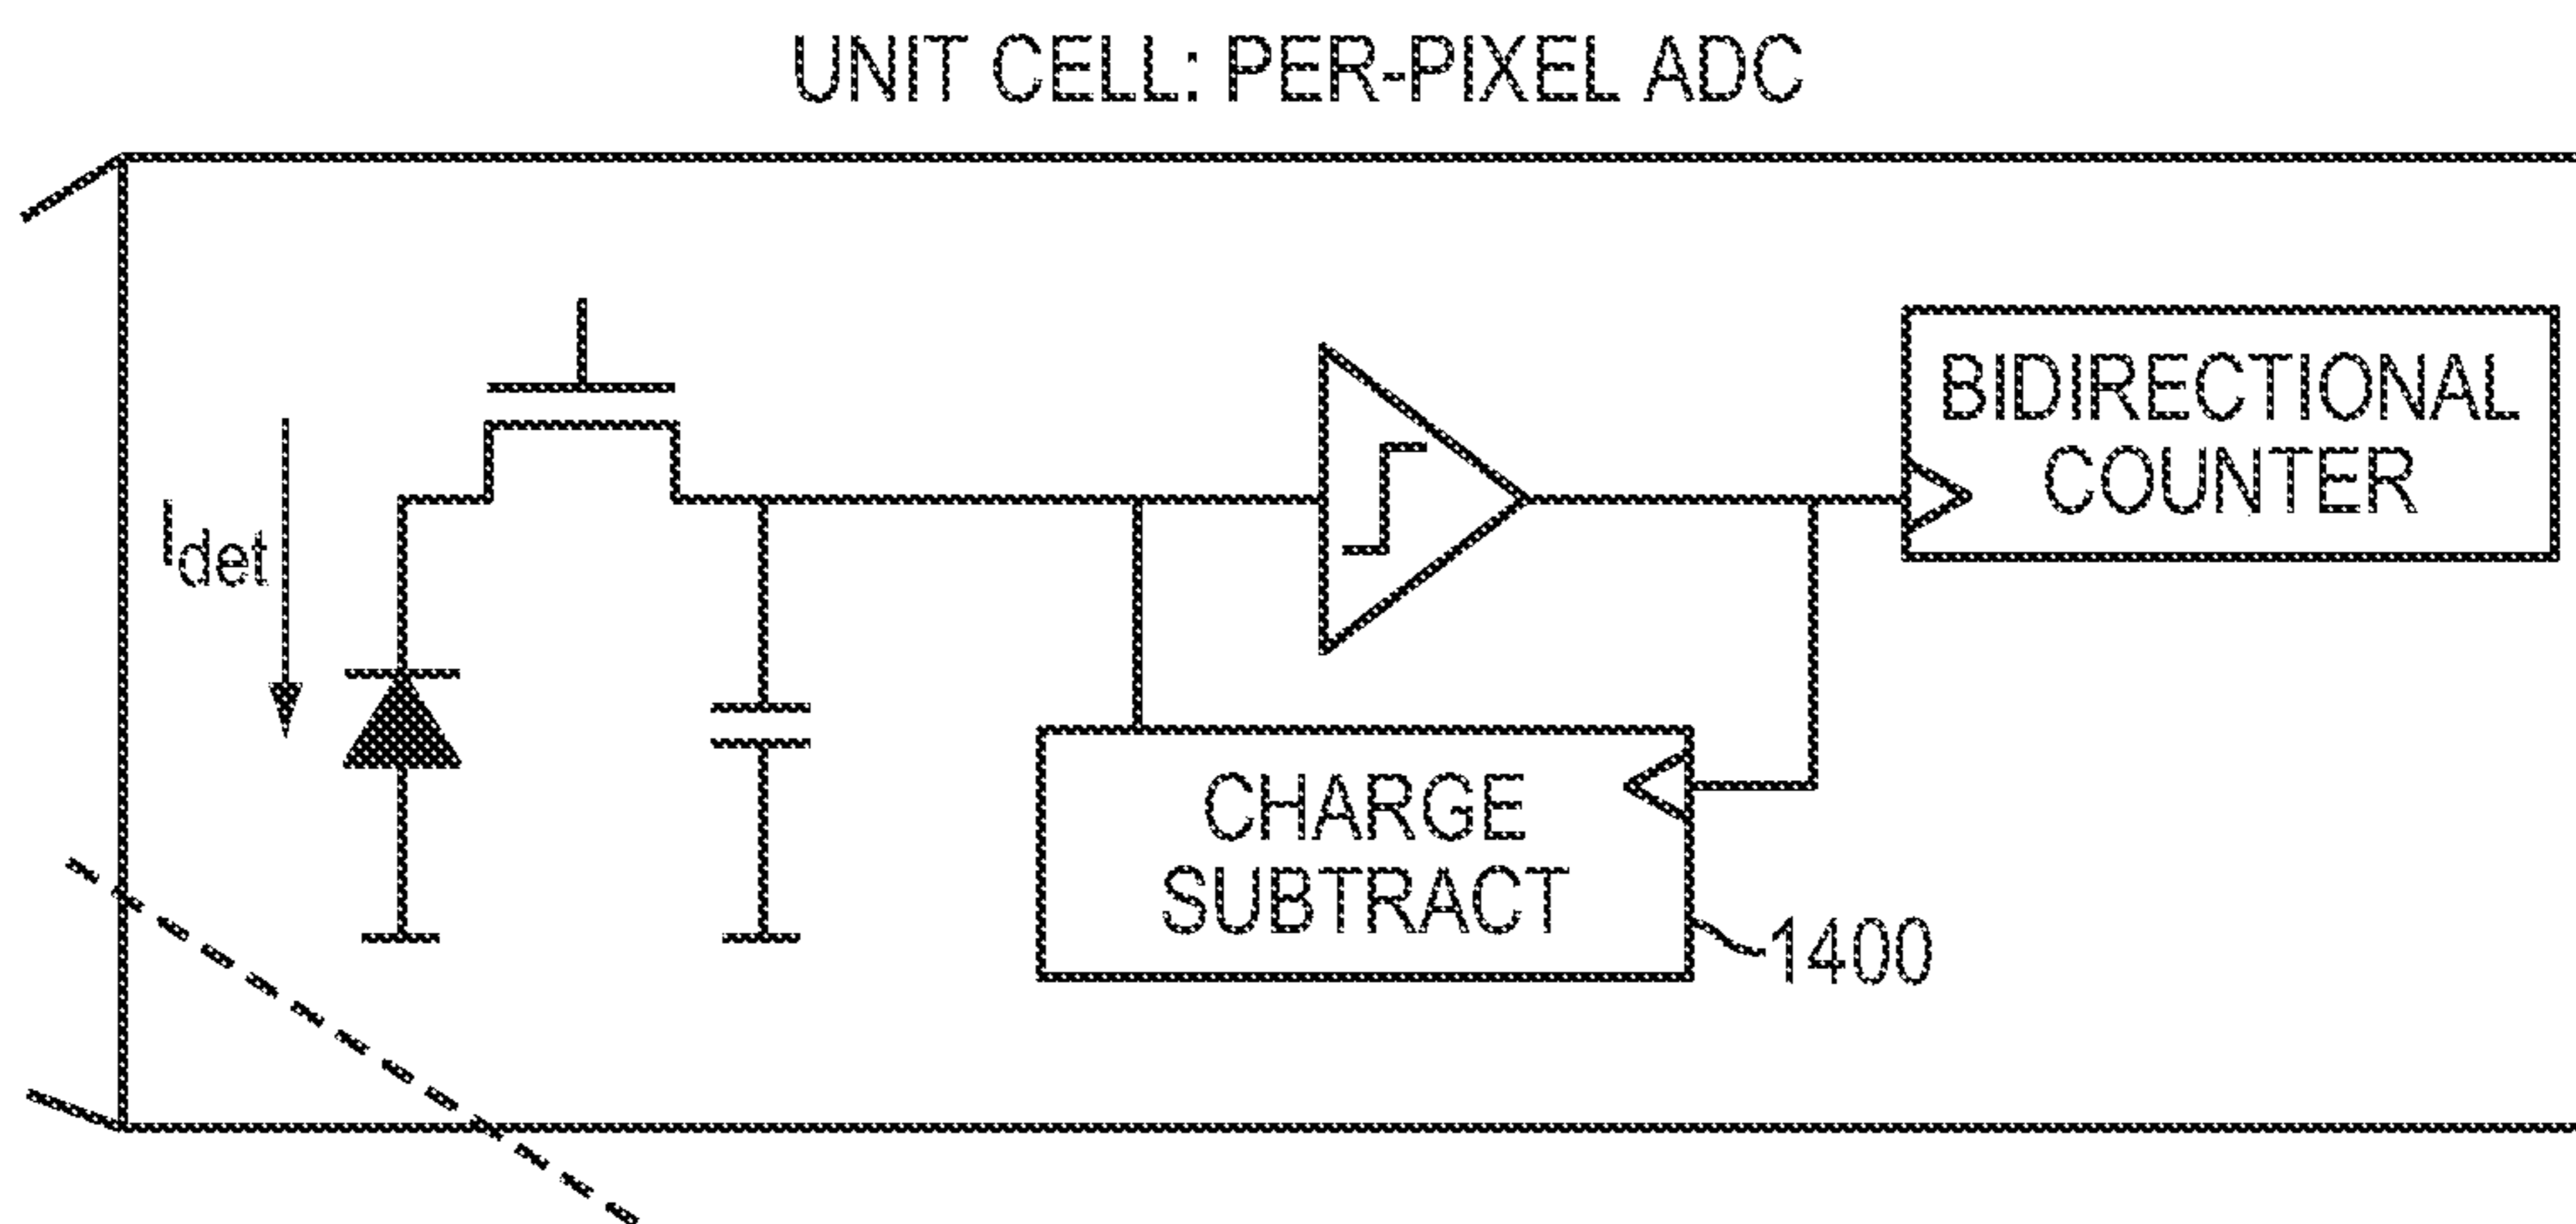 UNIT CELL: PER-PIXEL ADC
BIDIRECTIONAL
COUNTER
Idet
CHARGE
SUBTRACT
1400